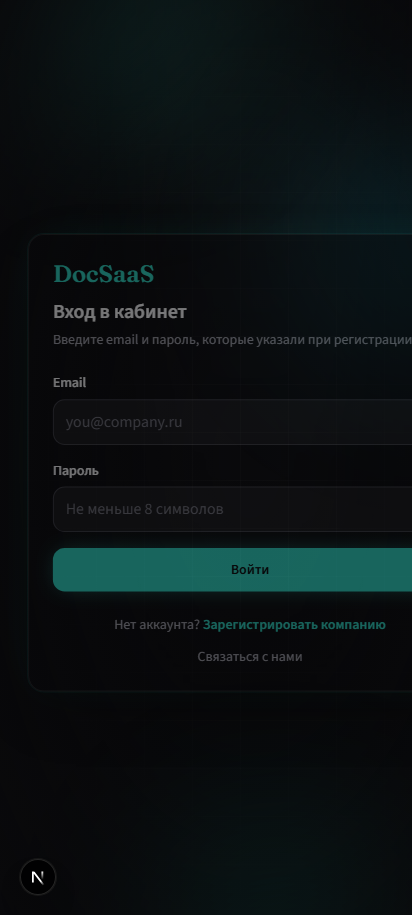 DocSaaS
Вход в кабинет
Введите email и пароль, которые указали при регистрации
Email
you@company.ru
Пароль
Не меньше 8 символов
Войти
Нет аккаунта? Зарегистрировать компанию
Связаться с нами
N